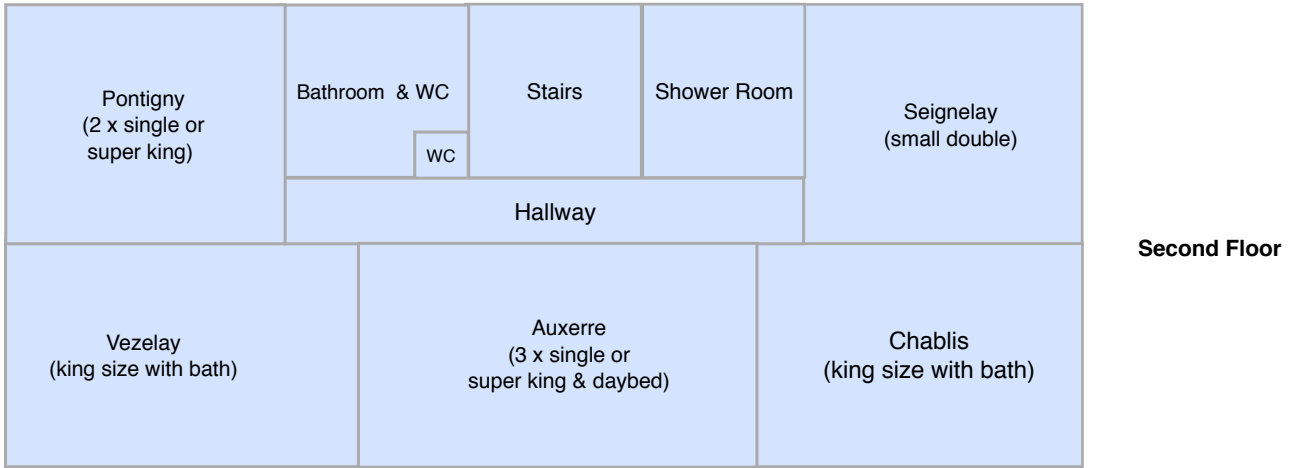 Pontigny
(2 x single or
super king)
Bathroom & WC
WC
Stairs
Shower Room
Seignelay
(small double)
Hallway
Second Floor
Vezelay
(king size with bath)
Auxerre
(3 x single or
super king & daybed)
Chablis
(king size with bath)